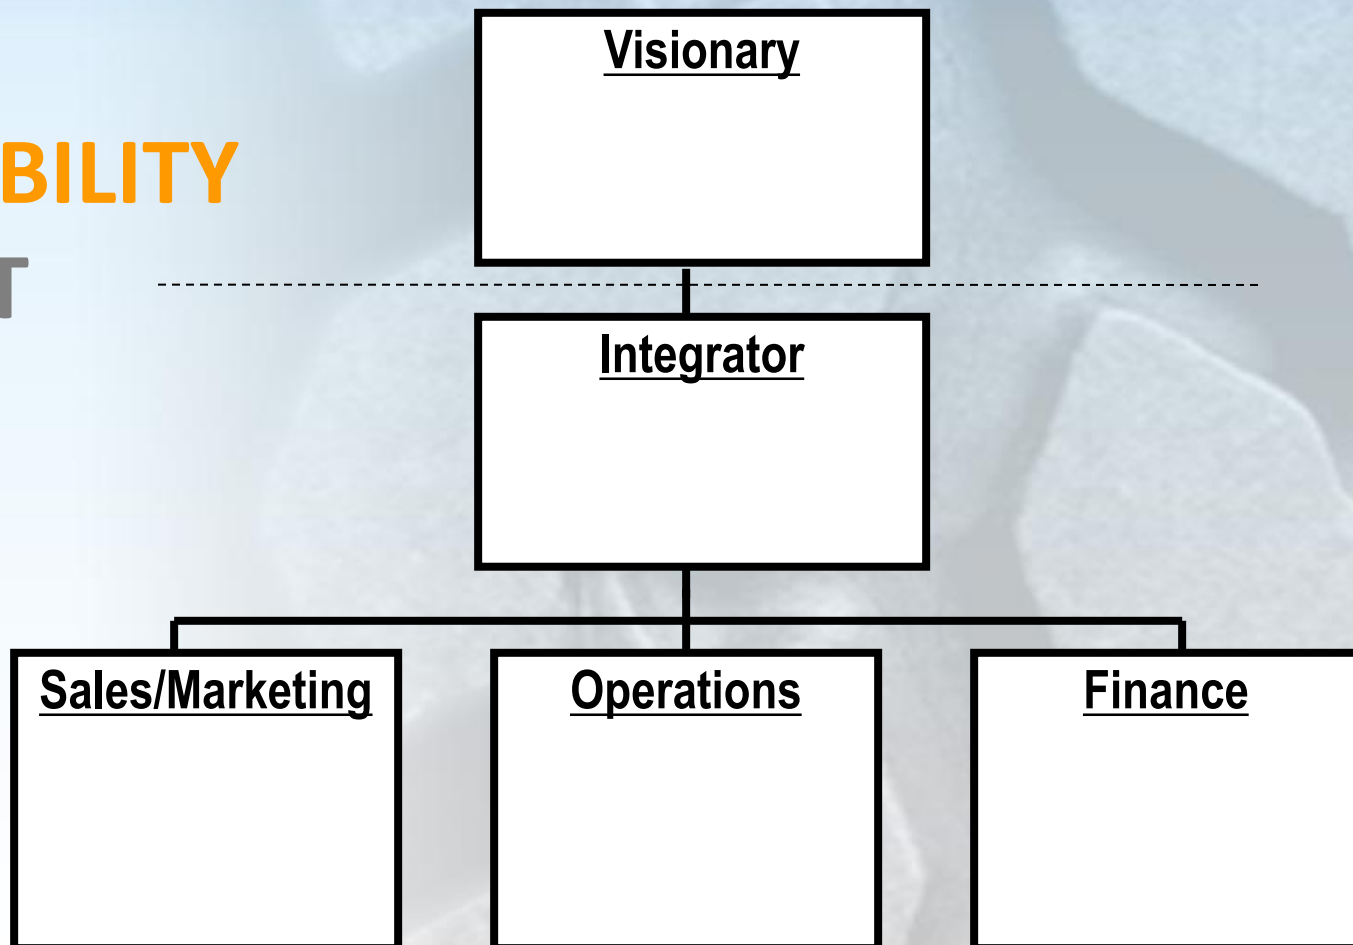 Visionary
BILITY
T
Integrator
Sales/Marketing
Operations
Finance